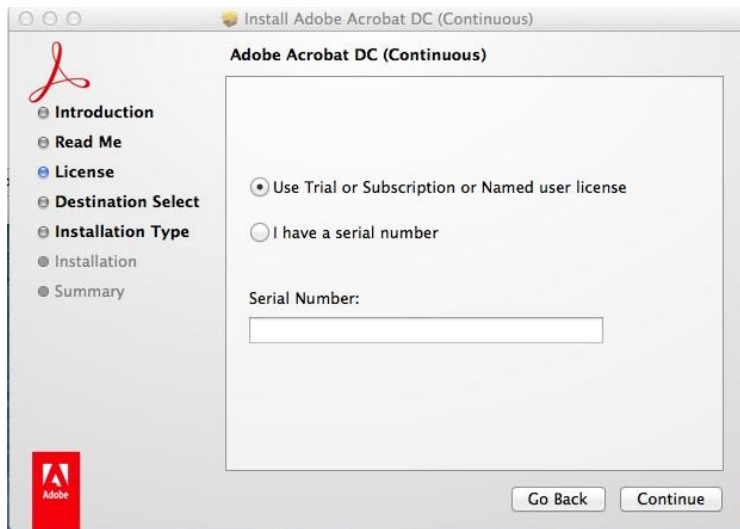 Install Adobe Acrobat DC (Continuous)
Adobe Acrobat DC (Continuous)
Introduction
Read Me
License
Destination Select
Installation Type
Installation
Summary
Use Trial or Subscription or Named user license
I have a serial number
Serial Number:
Adobe
Go Back
Continue